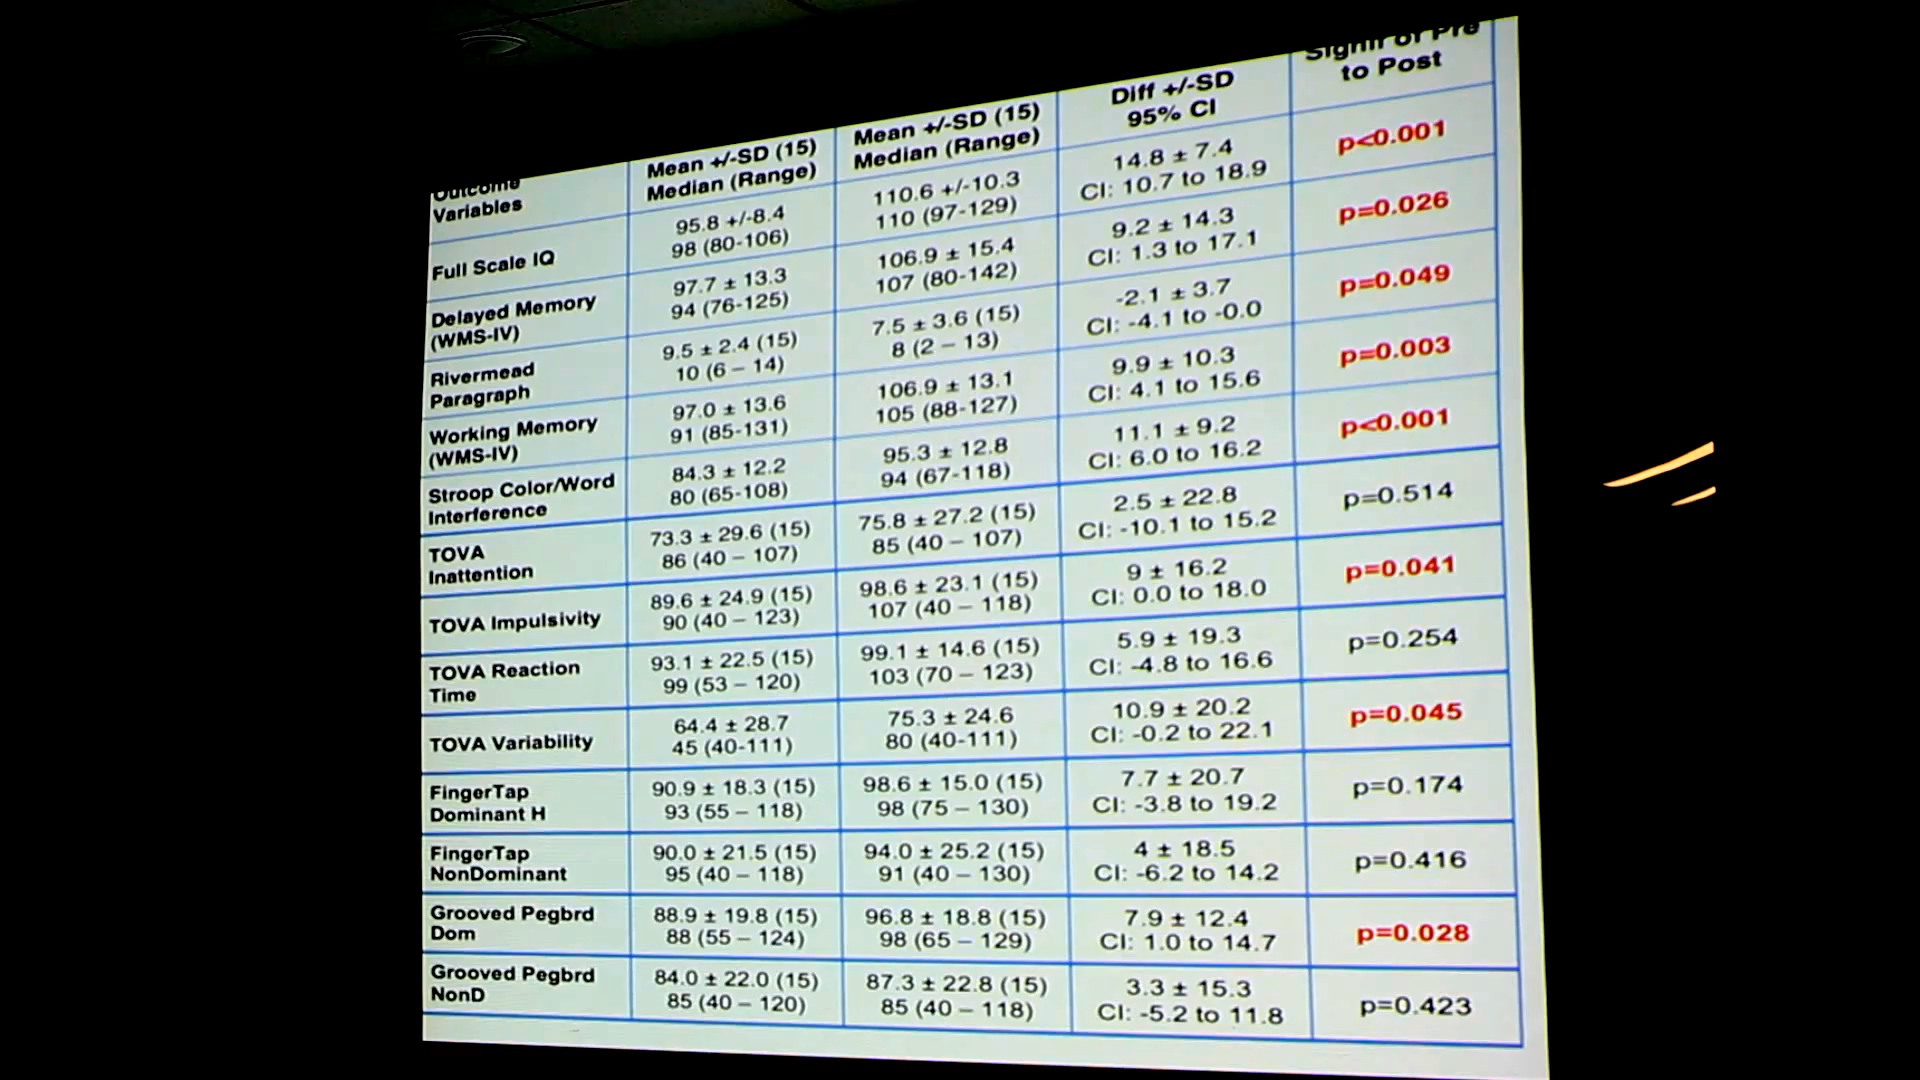 Outcome
Variables
Mean +/-SD (15)
Median (Range)
Mean +/-SD (15)
Median (Range)
Diff +/-SD
95% CI
Signif of Pre
to Post
Full Scale IQ
95.8 +/-8.4
98 (80-106)
110.6 +/-10.3
110 (97-129)
14.8 ± 7.4
CI: 10.7 to 18.9
p<0.001
Delayed Memory
(WMS-IV)
97.7 ± 13.3
94 (76-125)
106.9 ± 15.4
107 (80-142)
9.2 ± 14.3
CI: 1.3 to 17.1
p=0.026
Rivermead
Paragraph
9.5 ± 2.4 (15)
10 (6 – 14)
7.5 ± 3.6 (15)
8 (2 – 13)
-2.1 ± 3.7
CI: -4.1 to -0.0
p=0.049
Working Memory
(WMS-IV)
97.0 ± 13.6
91 (85-131)
106.9 ± 13.1
105 (88-127)
9.9 ± 10.3
CI: 4.1 to 15.6
p=0.003
Stroop Color/Word
Interference
84.3 ± 12.2
80 (65-108)
95.3 ± 12.8
94 (67-118)
11.1 ± 9.2
CI: 6.0 to 16.2
p<0.001
TOVA
Inattention
73.3 ± 29.6 (15)
86 (40 – 107)
75.8 ± 27.2 (15)
85 (40 – 107)
2.5 ± 22.8
CI: -10.1 to 15.2
p=0.514
TOVA Impulsivity
89.6 ± 24.9 (15)
90 (40 – 123)
98.6 ± 23.1 (15)
107 (40 – 118)
9 ± 16.2
CI: 0.0 to 18.0
p=0.041
TOVA Reaction
Time
93.1 ± 22.5 (15)
99 (53 – 120)
99.1 ± 14.6 (15)
103 (70 – 123)
5.9 ± 19.3
CI: -4.8 to 16.6
p=0.254
TOVA Variability
64.4 ± 28.7
45 (40-111)
75.3 ± 24.6
80 (40-111)
10.9 ± 20.2
CI: -0.2 to 22.1
p=0.045
FingerTap
Dominant H
90.9 ± 18.3 (15)
93 (55 – 118)
98.6 ± 15.0 (15)
98 (75 – 130)
7.7 ± 20.7
CI: -3.8 to 19.2
p=0.174
FingerTap
NonDominant
90.0 ± 21.5 (15)
95 (40 – 118)
94.0 ± 25.2 (15)
91 (40 – 130)
4 ± 18.5
CI: -6.2 to 14.2
p=0.416
Grooved Pegbrd
Dom
88.9 ± 19.8 (15)
88 (55 – 124)
96.8 ± 18.8 (15)
98 (65 – 129)
7.9 ± 12.4
CI: 1.0 to 14.7
p=0.028
Grooved Pegbrd
NonD
84.0 ± 22.0 (15)
85 (40 – 120)
87.3 ± 22.8 (15)
85 (40 – 118)
3.3 ± 15.3
CI: -5.2 to 11.8
p=0.423